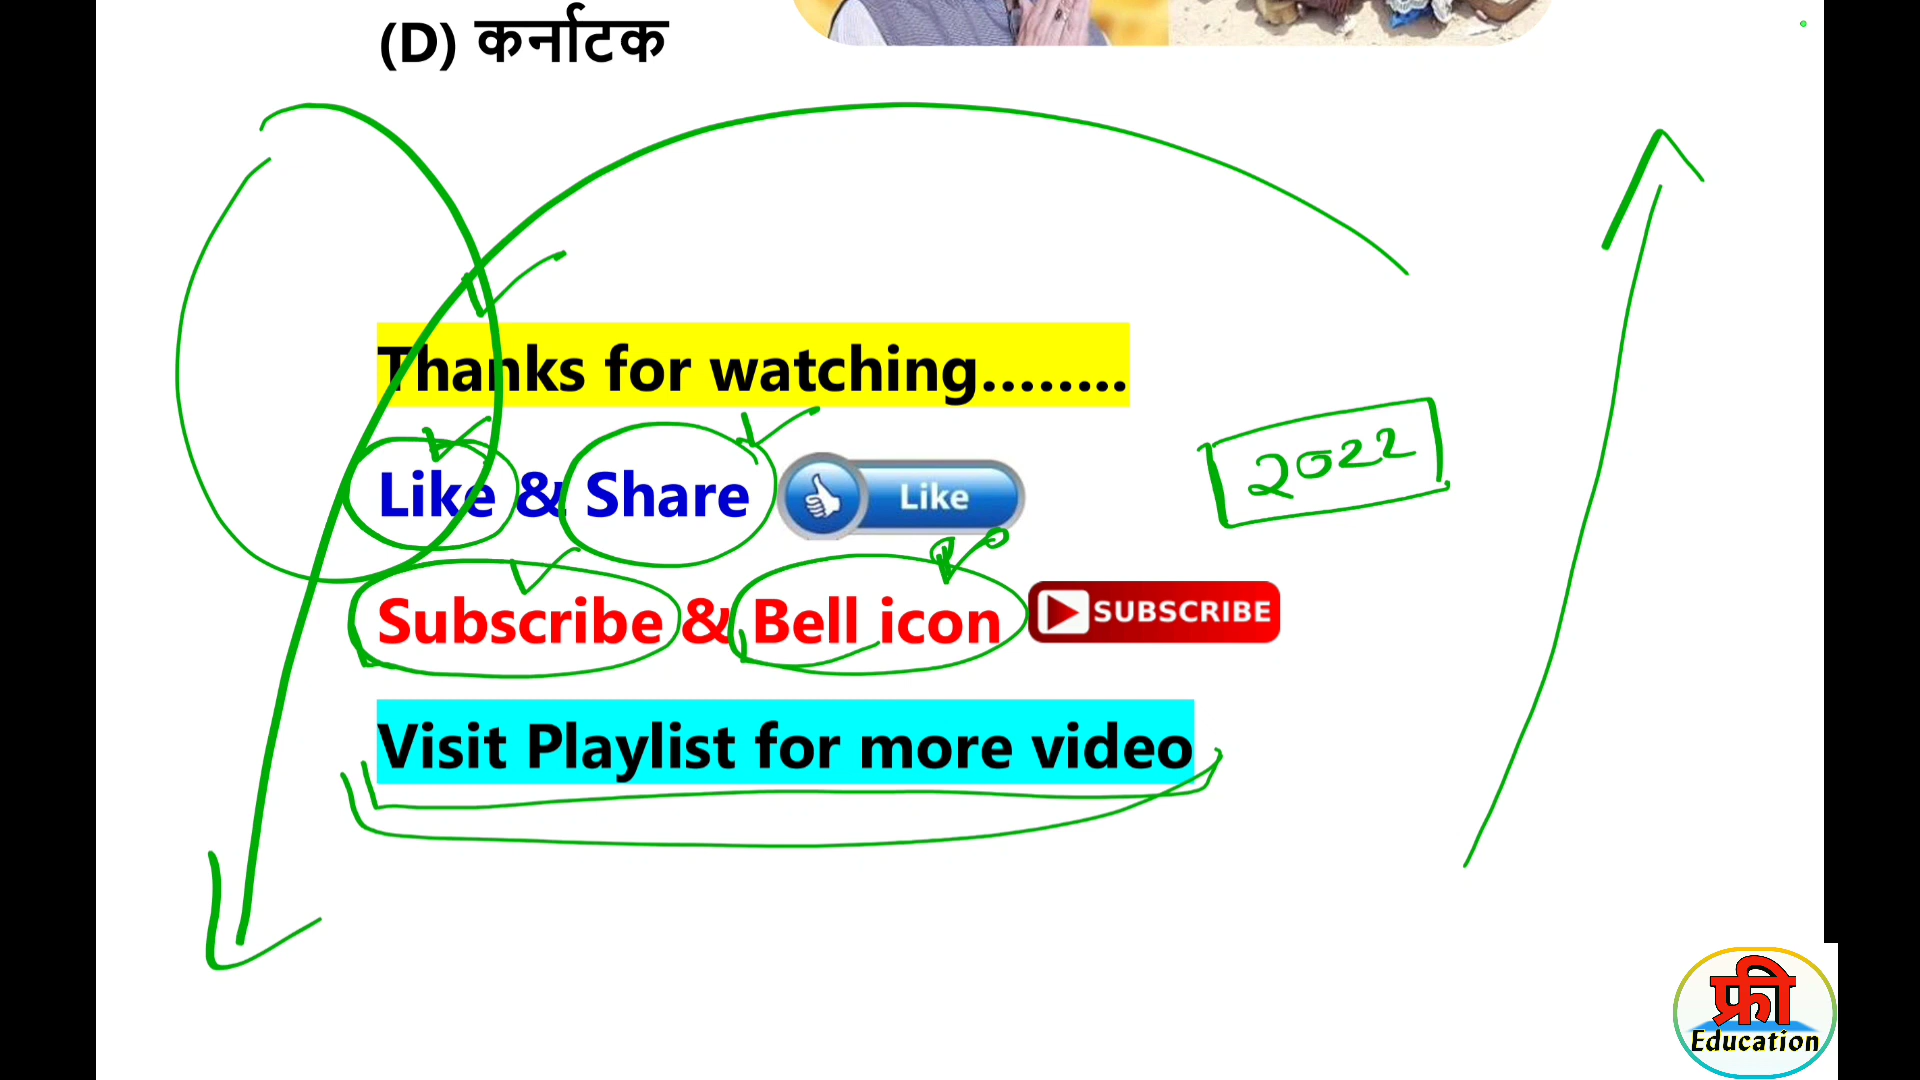 (D) कर्नाटक
Thanks for watching........
Like & Share
Like
2022
Subscribe & Bell icon
SUBSCRIBE
Visit Playlist for more video
फ्री
Education